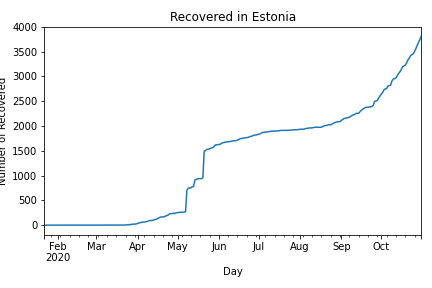 Recovered in Estonia
Number of Recovered
4000
3500
3000
2500
2000
1500
1000
500
0
Feb Mar Apr May Jun Jul Aug Sep Oct
2020
Day